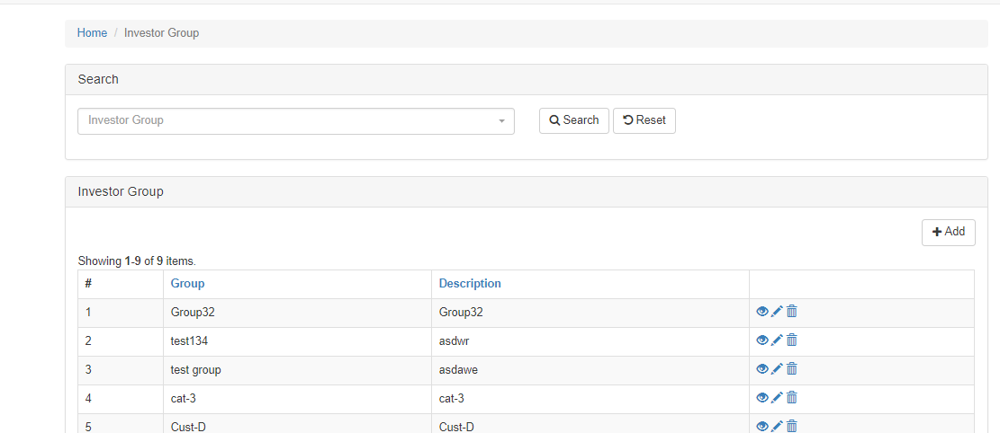 Home / Investor Group
Search
Investor Group Search Reset
Investor Group
Add
Showing 1-9 of 9 items.
# Group Description
1 Group32 Group32
2 test134 asdwr
3 test group asdawe
4 cat-3 cat-3
5 Cust-D Cust-D